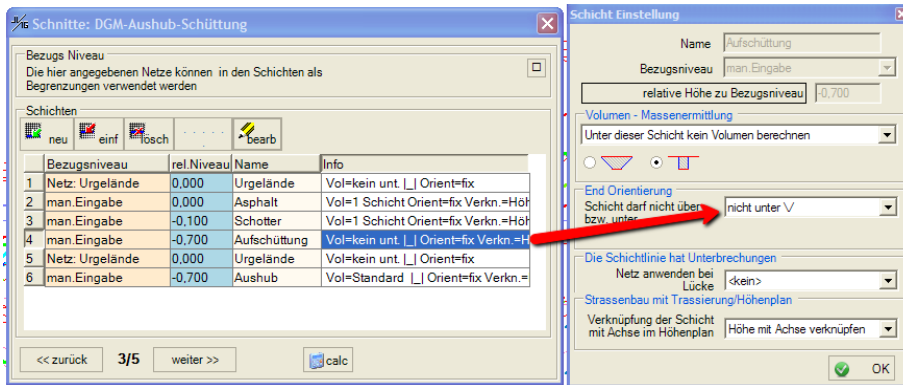 Schnitte: DGM-Aushub-Schüttung
Bezugs Niveau
Die hier angegebenen Netze können in den Schichten als
Begrenzungen verwendet
werden
Schichten
neu einf lösch bearb
Bezugsniveau rel.Niveau Name Info
1 Netz: Urgelände 0,000 Urgelände Vol=kein unt. |_| Orient=fix
2 man.Eingabe 0,000 Asphalt Vol=1 Schicht Orient=fix Verkn.=Höh
3 man.Eingabe -0,100 Schotter Vol=1 Schicht Orient=fix Verkn.=Höh
4 man.Eingabe -0,700 Aufschüttung Vol=kein unt. |_| Orient=fix Verkn.=H
5 Netz: Urgelände 0,000 Urgelände Vol=kein unt. |_| Orient=fix
6 man.Eingabe -0,700 Aushub Vol=Standard |_| Orient=fix Verkn.=
<< zurück 3/5 weiter >> calc
Schicht Einstellung
Name Aufschüttung
Bezugsniveau man.Eingabe
relative Höhe zu Bezugsniveau -0,700
Volumen - Massenermittlung
Unter dieser Schicht kein Volumen berechnen
End Orientierung
Schicht darf nicht über
bzw. unter
nicht unter \/
Die Schichtlinie hat Unterbrechungen
Netz anwenden bei
Lücke
<kein>
Strassenbau mit Trassierung/Höhenplan
Verknüpfung der Schicht
mit Achse im Höhenplan
Höhe mit Achse verknüpfen
OK